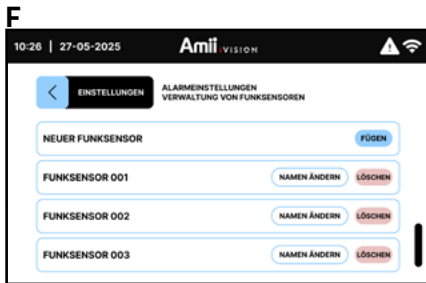 F
10:26 | 27-05-2025 Amii VISION
EINSTELLUNGEN
ALARMEINSTELLUNGEN
VERWALTUNG VON FUNKSENSOREN
NEUER FUNKSENSOR FÜGEN
FUNKSENSOR 001 NAMEN ÄNDERN LÖSCHEN
FUNKSENSOR 002 NAMEN ÄNDERN LÖSCHEN
FUNKSENSOR 003 NAMEN ÄNDERN LÖSCHEN